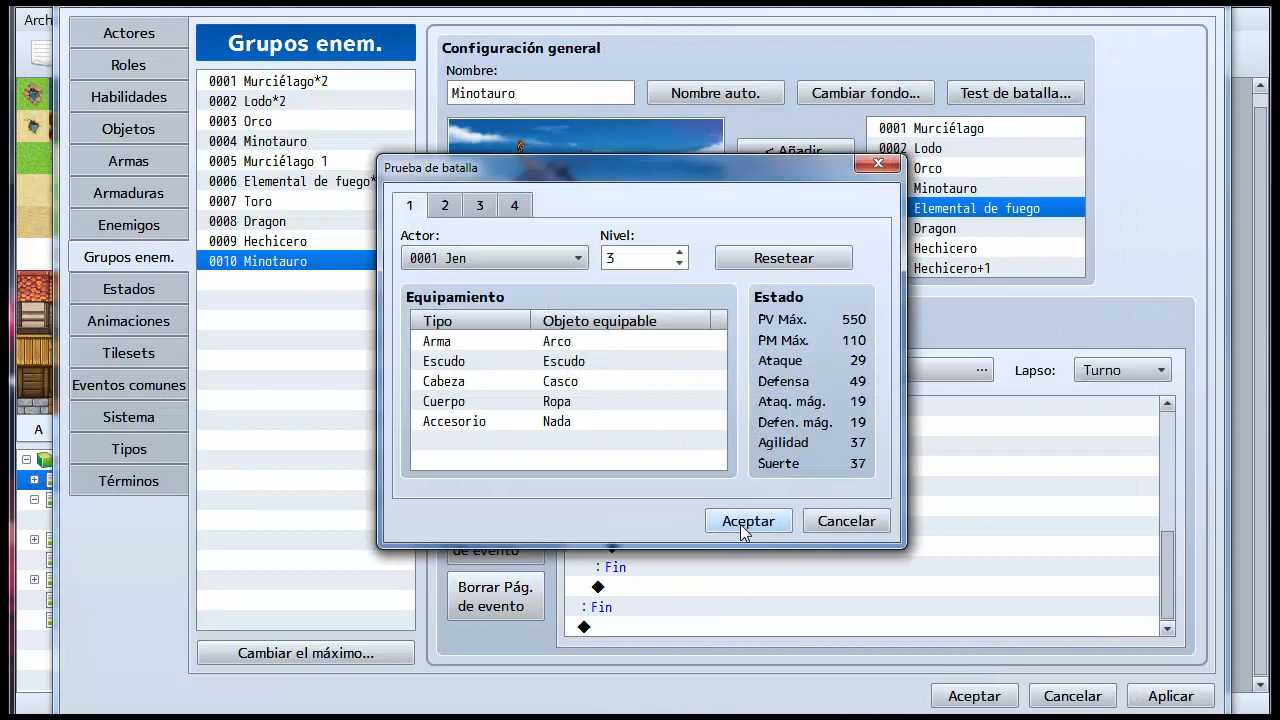 Arch
Actores
Roles
Habilidades
Objetos
Armas
Armaduras
Enemigos
Grupos enem.
Estados
Animaciones
Tilesets
Eventos comunes
Sistema
Tipos
Términos
A
Grupos enem.
0001 Murciélago*2
0002 Lodo*2
0003 Orco
0004 Minotauro
0005 Murciélago 1
0006 Elemental de fuego*
0007 Toro
0008 Dragon
0009 Hechicero
0010 Minotauro
Cambiar el máximo...
Configuración general
Nombre:
Minotauro
Nombre auto.
Cambiar fondo...
Test de batalla...
< Añadir
0001 Murciélago
0002 Lodo
Orco
Minotauro
Elemental de fuego
Dragon
Hechicero
Hechicero+1
Prueba de batalla
1 2 3 4
Actor:
Nivel:
0001 Jen
3
Resetear
Equipamiento
Tipo Objeto equipable
Arma Arco
Escudo Escudo
Cabeza Casco
Cuerpo Ropa
Accesorio Nada
Estado
PV Máx. 550
PM Máx. 110
Ataque 29
Defensa 49
Ataq. mág. 19
Defen. mág. 19
Agilidad 37
Suerte 37
Aceptar
Cancelar
...
Lapso:
Turno
de evento
Borrar Pág.
de evento
: Fin
: Fin
Aceptar
Cancelar
Aplicar